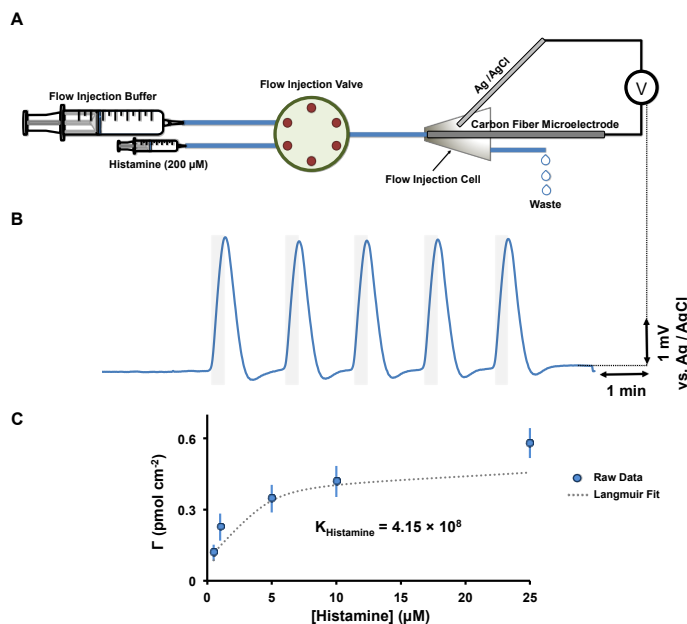 A
Flow Injection Buffer
Histamine (200 µM)
Flow Injection Valve
Ag /AgCl
V
Carbon Fiber Microelectrode
Flow Injection Cell
Waste
B
1 mV
vs. Ag / AgCl
1 min
C
Γ (pmol cm-2)
0.6
0.3
0
K Histamine = 4.15 × 10⁸
Raw Data
Langmuir Fit
0 5 10 15 20 25
[Histamine] (µM)